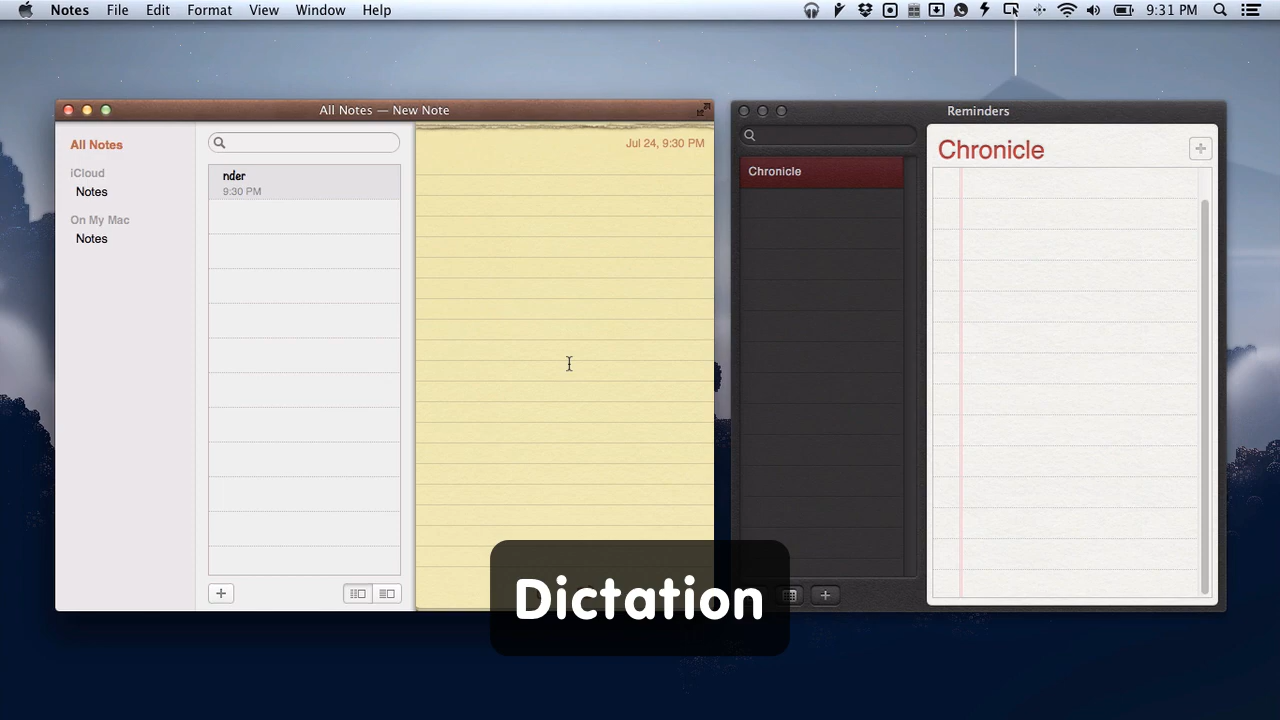 Notes File Edit Format View Window Help 9:31 PM
All Notes — New Note
All Notes
iCloud
Notes
On My Mac
Notes
nder
9:30 PM
Jul 24, 9:30 PM
Reminders
Chronicle
Chronicle
Dictation